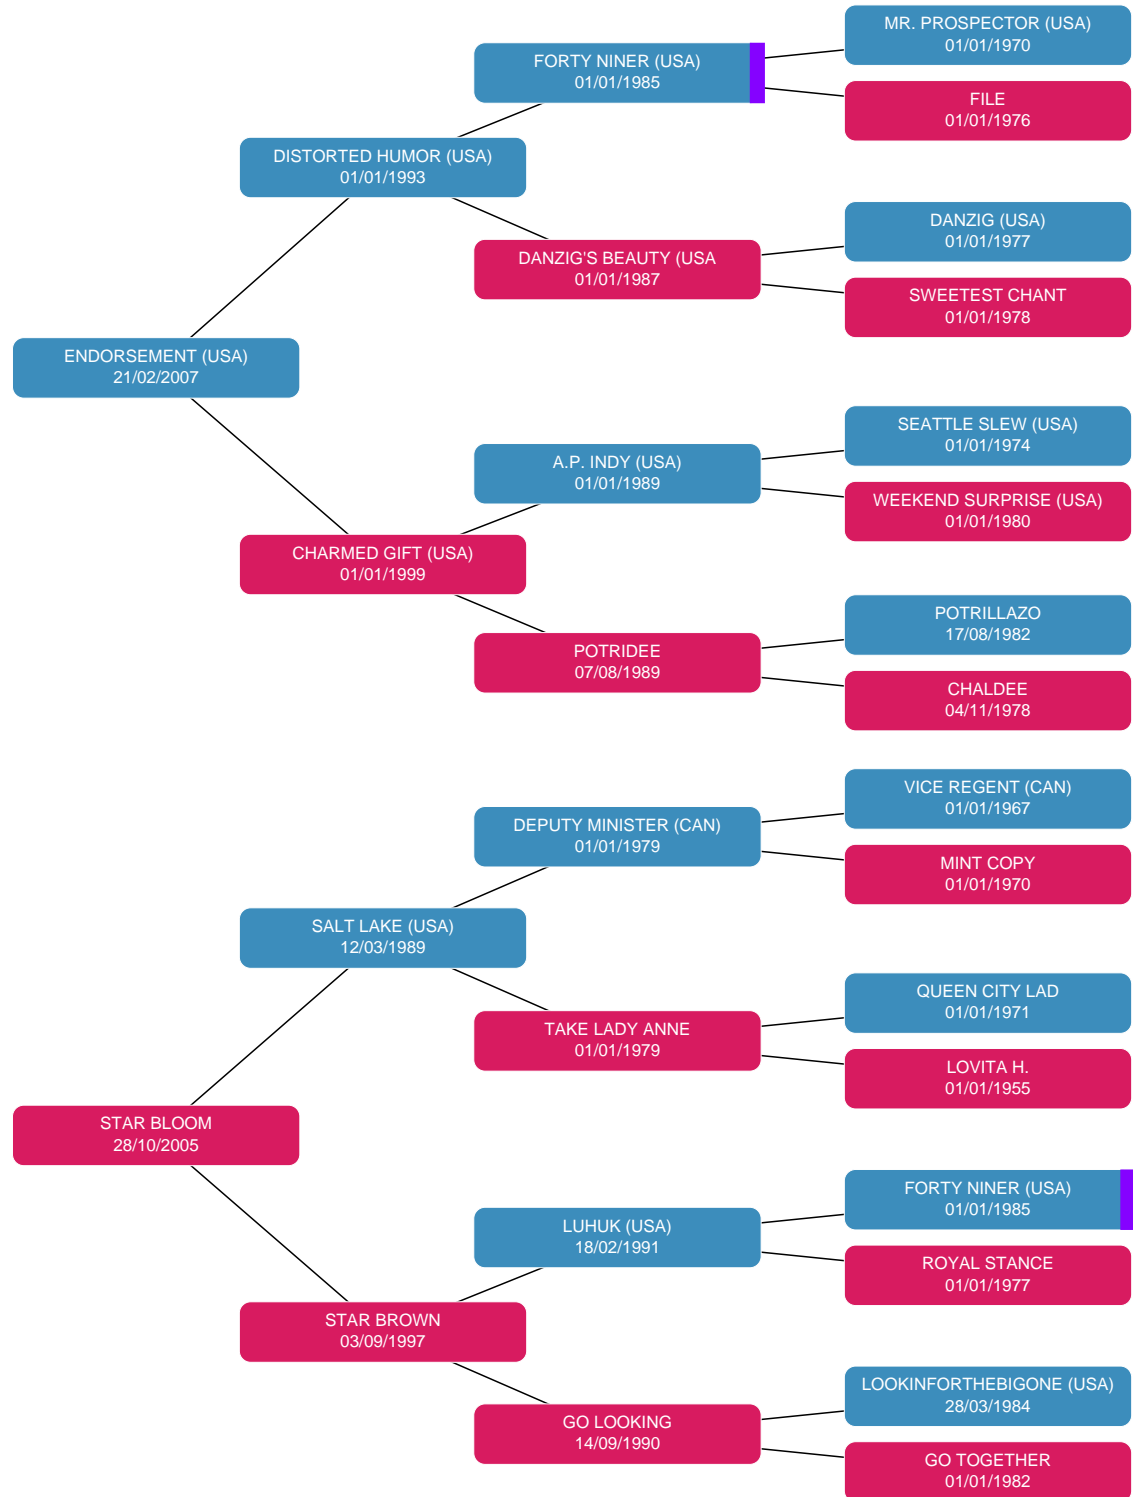 MR. PROSPECTOR (USA)
01/01/1970
FORTY NINER (USA)
01/01/1985
FILE
01/01/1976
DISTORTED HUMOR (USA)
01/01/1993
DANZIG (USA)
01/01/1977
DANZIG'S BEAUTY (USA
01/01/1987
SWEETEST CHANT
01/01/1978
ENDORSEMENT (USA)
21/02/2007
SEATTLE SLEW (USA)
01/01/1974
A.P. INDY (USA)
01/01/1989
WEEKEND SURPRISE (USA)
01/01/1980
CHARMED GIFT (USA)
01/01/1999
POTRILLAZO
17/08/1982
POTRIDEE
07/08/1989
CHALDEE
04/11/1978
VICE REGENT (CAN)
01/01/1967
DEPUTY MINISTER (CAN)
01/01/1979
MINT COPY
01/01/1970
SALT LAKE (USA)
12/03/1989
QUEEN CITY LAD
01/01/1971
TAKE LADY ANNE
01/01/1979
LOVITA H.
01/01/1955
STAR BLOOM
28/10/2005
FORTY NINER (USA)
01/01/1985
LUHUK (USA)
18/02/1991
ROYAL STANCE
01/01/1977
STAR BROWN
03/09/1997
LOOKINFORTHEBIGONE (USA)
28/03/1984
GO LOOKING
14/09/1990
GO TOGETHER
01/01/1982